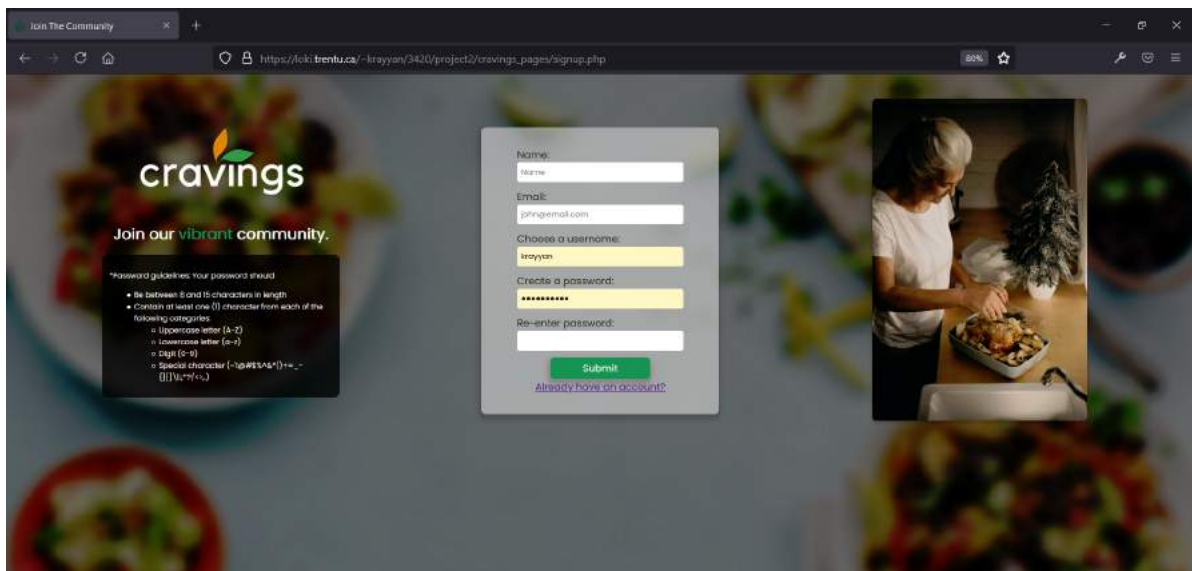 Join The Community
https://loki.trentu.ca/~krayyan/3420/project2/cravings_pages/signup.php
80%
cravings
Join our vibrant community.
*Password guidelines: Your password should
Be between 8 and 15 characters in length
Contain at least one (1) character from each of the
following categories:
Uppercase letter (A-Z)
Lowercase letter (a-z)
Digit (0-9)
Special character
Name:
Name
Email:
john@email.com
Choose a username:
krayyan
Create a password:
Re-enter password:
Submit
Already have an account?